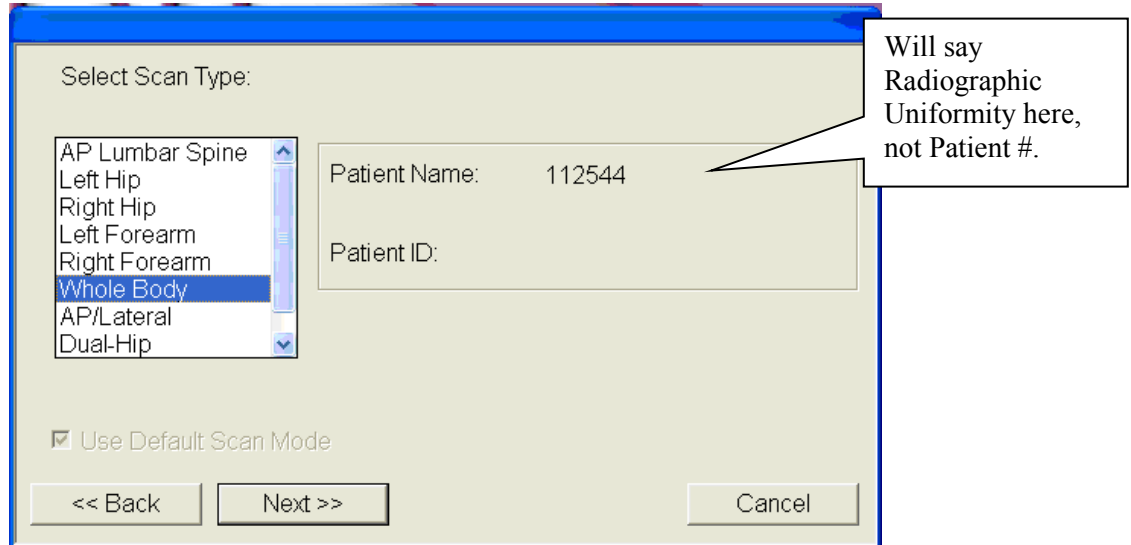 Will say
Radiographic
Uniformity here,
not Patient #.
Select Scan Type:
AP Lumbar Spine
Left Hip
Right Hip
Left Forearm
Right Forearm
Whole Body
AP/Lateral
Dual-Hip
Patient Name: 112544
Patient ID:
Use Default Scan Mode
<< Back Next >> Cancel